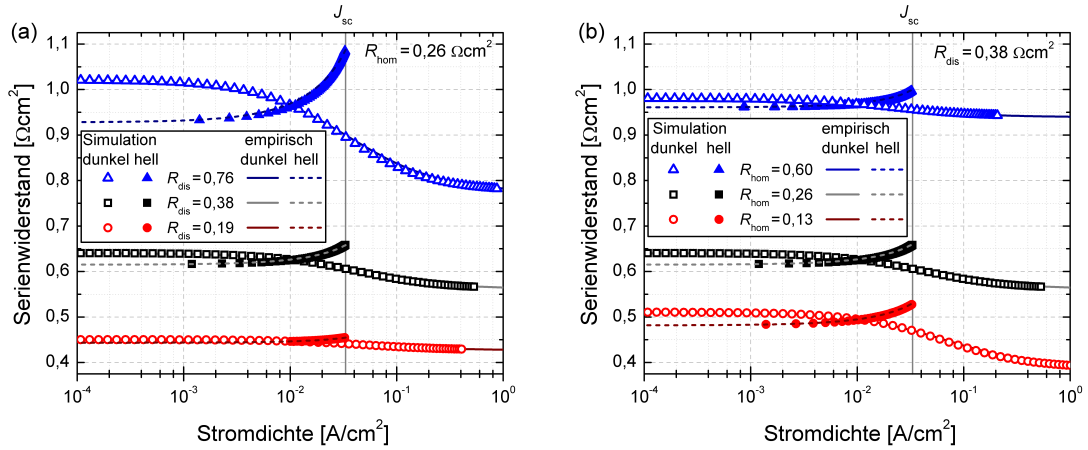 (a)
J_sc
R_hom = 0,26 Ωcm²
Serienwiderstand [Ωcm²]
1,1
1,0
0,9
0,8
0,7
0,6
0,5
0,4
Simulation empirisch
dunkel hell dunkel hell
R_dis = 0,76
R_dis = 0,38
R_dis = 0,19
10⁻⁴ 10⁻³ 10⁻² 10⁻¹ 10⁰
Stromdichte [A/cm²]
(b)
J_sc
R_dis = 0,38 Ωcm²
Serienwiderstand [Ωcm²]
1,1
1,0
0,9
0,8
0,7
0,6
0,5
0,4
Simulation empirisch
dunkel hell dunkel hell
R_hom = 0,60
R_hom = 0,26
R_hom = 0,13
10⁻⁴ 10⁻³ 10⁻² 10⁻¹ 10⁰
Stromdichte [A/cm²]